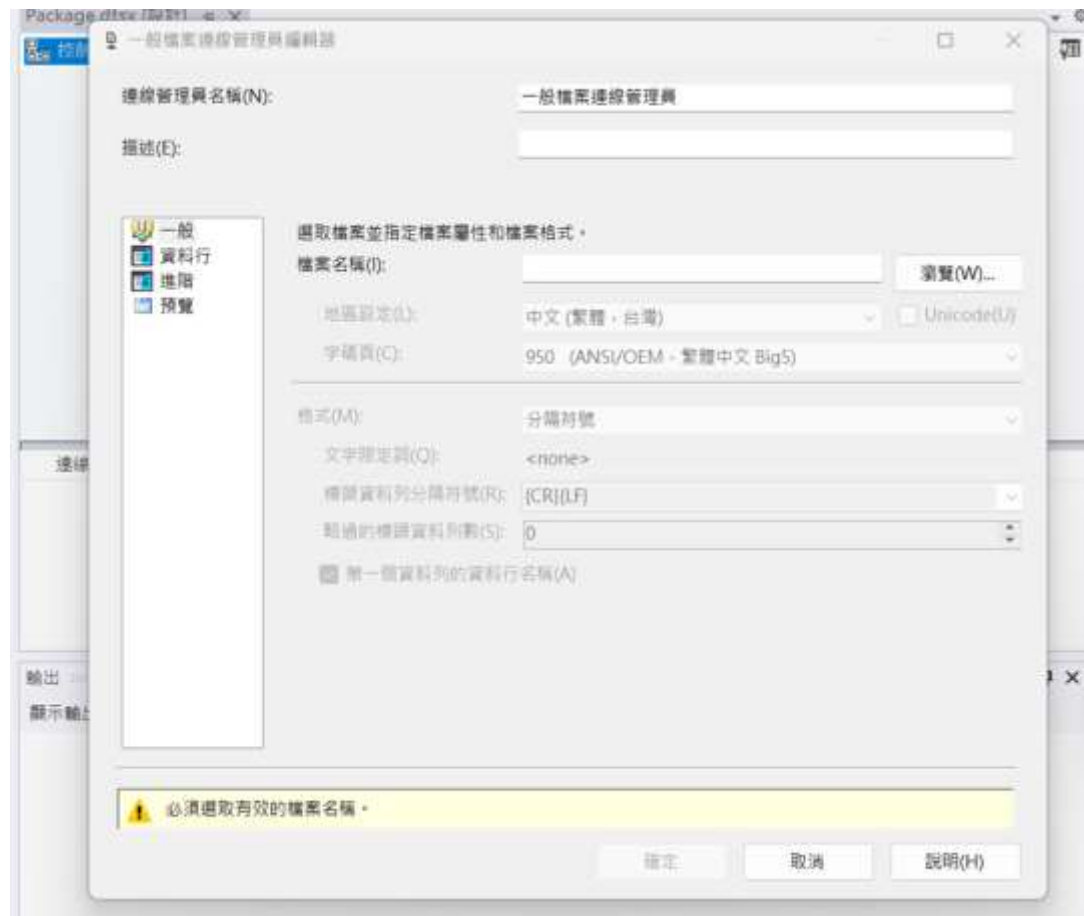 Package.dtsx [設計]
控制
一般檔案連線管理員編輯器
連線管理員名稱(N):
一般檔案連線管理員
描述(E):
一般
資料行
進階
預覽
選取檔案並指定檔案屬性和檔案格式。
檔案名稱(I):
瀏覽(W)...
地區設定(L):
中文 (繁體,台灣)
Unicode(U)
字碼頁(C):
950 (ANSI/OEM - 繁體中文 Big5)
格式(M):
分隔符號
文字限定詞(Q):
<none>
標頭資料列分隔符號(R):
{CR}{LF}
略過的標頭資料列數(S):
0
第一個資料列的資料行名稱(A)
連線
輸出
顯示輸出
必須選取有效的檔案名稱。
確定
取消
說明(H)